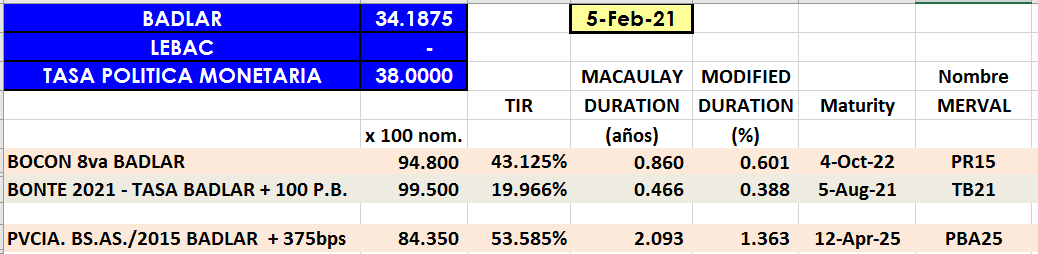 BADLAR 34.1875 5-Feb-21
LEBAC -
TASA POLITICA MONETARIA 38.0000 MACAULAY MODIFIED Nombre
TIR DURATION DURATION Maturity MERVAL
x 100 nom. (años) (%)
BOCON 8va BADLAR 94.800 43.125% 0.860 0.601 4-Oct-22 PR15
BONTE 2021 - TASA BADLAR + 100 P.B. 99.500 19.966% 0.466 0.388 5-Aug-21 TB21
PVCIA. BS.AS./2015 BADLAR + 375bps 84.350 53.585% 2.093 1.363 12-Apr-25 PBA25